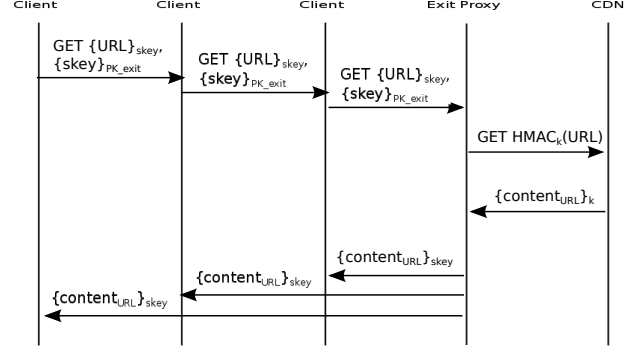 Client Client Client Exit Proxy CDN
GET {URL}skey,
{skey}PK_exit
GET {URL}skey,
{skey}PK_exit
GET {URL}skey,
{skey}PK_exit
GET HMACk(URL)
{contentURL}k
{contentURL}skey
{contentURL}skey
{contentURL}skey